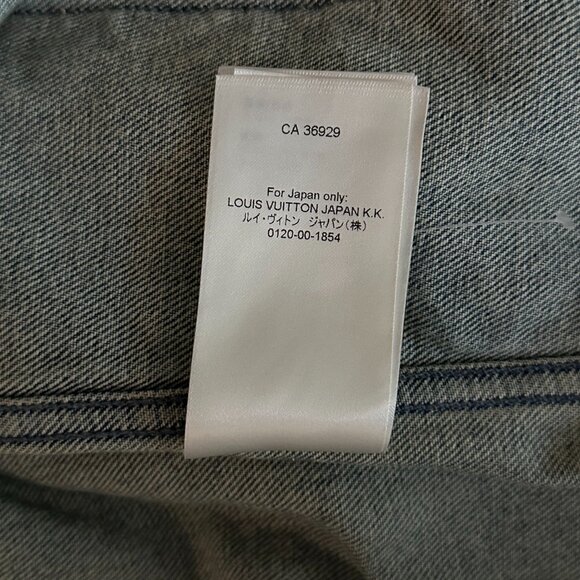 CA 36929
For Japan only:
LOUIS VUITTON JAPAN K.K.
ルイ・ヴィトン ジャパン(株)
0120-00-1854